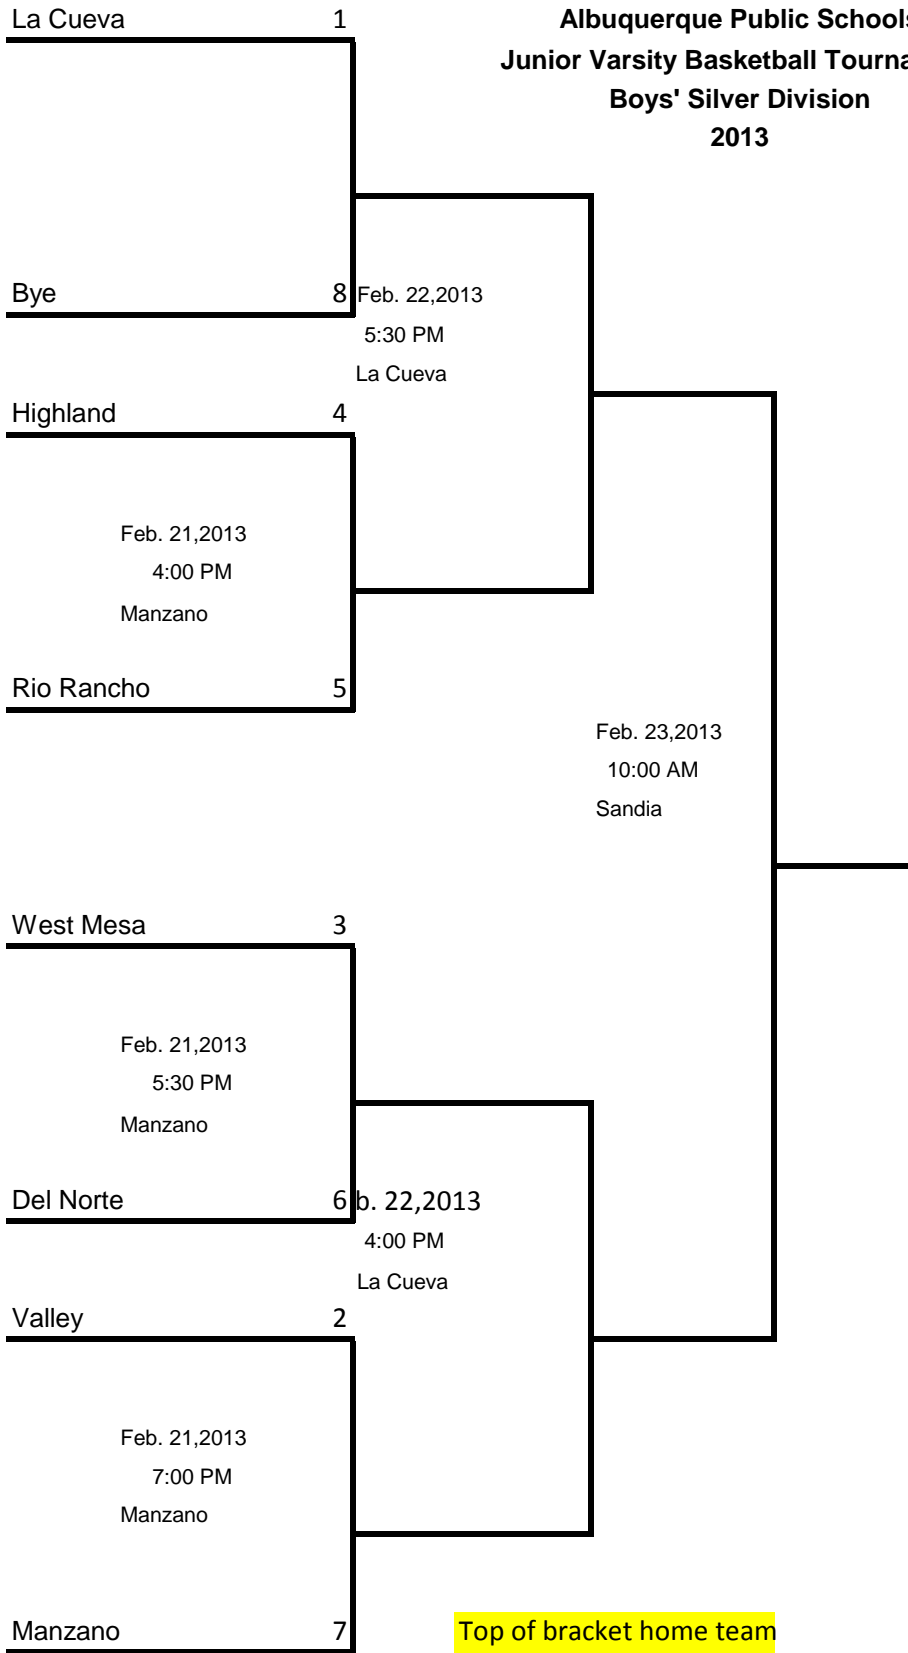 La Cueva 1
Albuquerque Public Schools
Junior Varsity Basketball Tourna
Boys' Silver Division
2013
Bye 8
Feb. 22,2013
5:30 PM
La Cueva
Highland 4
Feb. 21,2013
4:00 PM
Manzano
Rio Rancho 5
Feb. 23,2013
10:00 AM
Sandia
West Mesa 3
Feb. 21,2013
5:30 PM
Manzano
Del Norte 6
b. 22,2013
4:00 PM
La Cueva
Valley 2
Feb. 21,2013
7:00 PM
Manzano
Manzano 7
Top of bracket home team